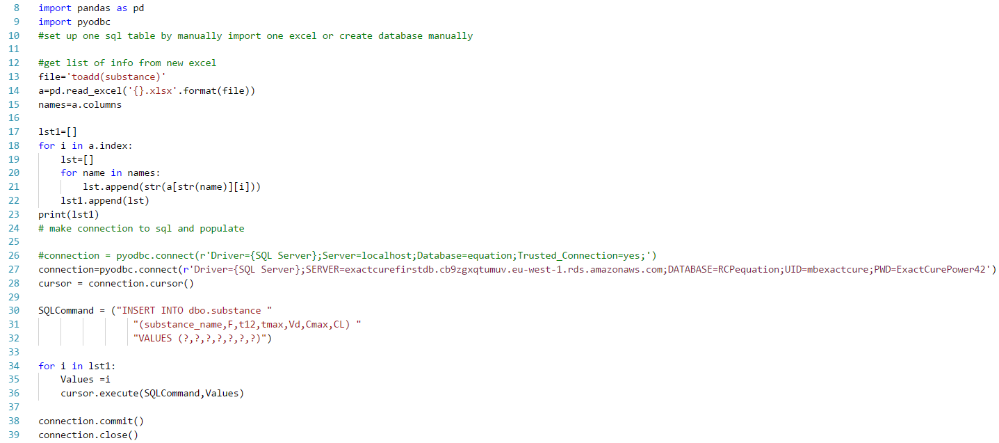 8 import pandas as pd
9 import pyodbc
10 #set up one sql table by manually import one excel or create database manually
11
12 #get list of info from new excel
13 file='toadd(substance)'
14 a=pd.read_excel('{}.xlsx'.format(file))
15 names=a.columns
16
17 lst1=[]
18 for i in a.index:
19     lst=[]
20     for name in names:
21         lst.append(str(a[str(name)][i]))
22     lst1.append(lst)
23 print(lst1)
24 # make connection to sql and populate
25
26 #connection = pyodbc.connect(r'Driver={SQL Server};Server=localhost;Database=equation;Trusted_Connection=yes;')
27 connection=pyodbc.connect(r'Driver={SQL Server};SERVER=exactcurefirstdb.cb9zgxqtumuv.eu-west-1.rds.amazonaws.com;DATABASE=RCPequation;UID=mbexactcure;PWD=ExactCurePower42')
28 cursor = connection.cursor()
29
30 SQLCommand = ("INSERT INTO dbo.substance "
31                  "(substance_name,F,t12,tmax,Vd,Cmax,CL) "
32                  "VALUES (?,?,?,?,?,?,?)")
33
34 for i in lst1:
35     Values =i
36     cursor.execute(SQLCommand,Values)
37
38 connection.commit()
39 connection.close()